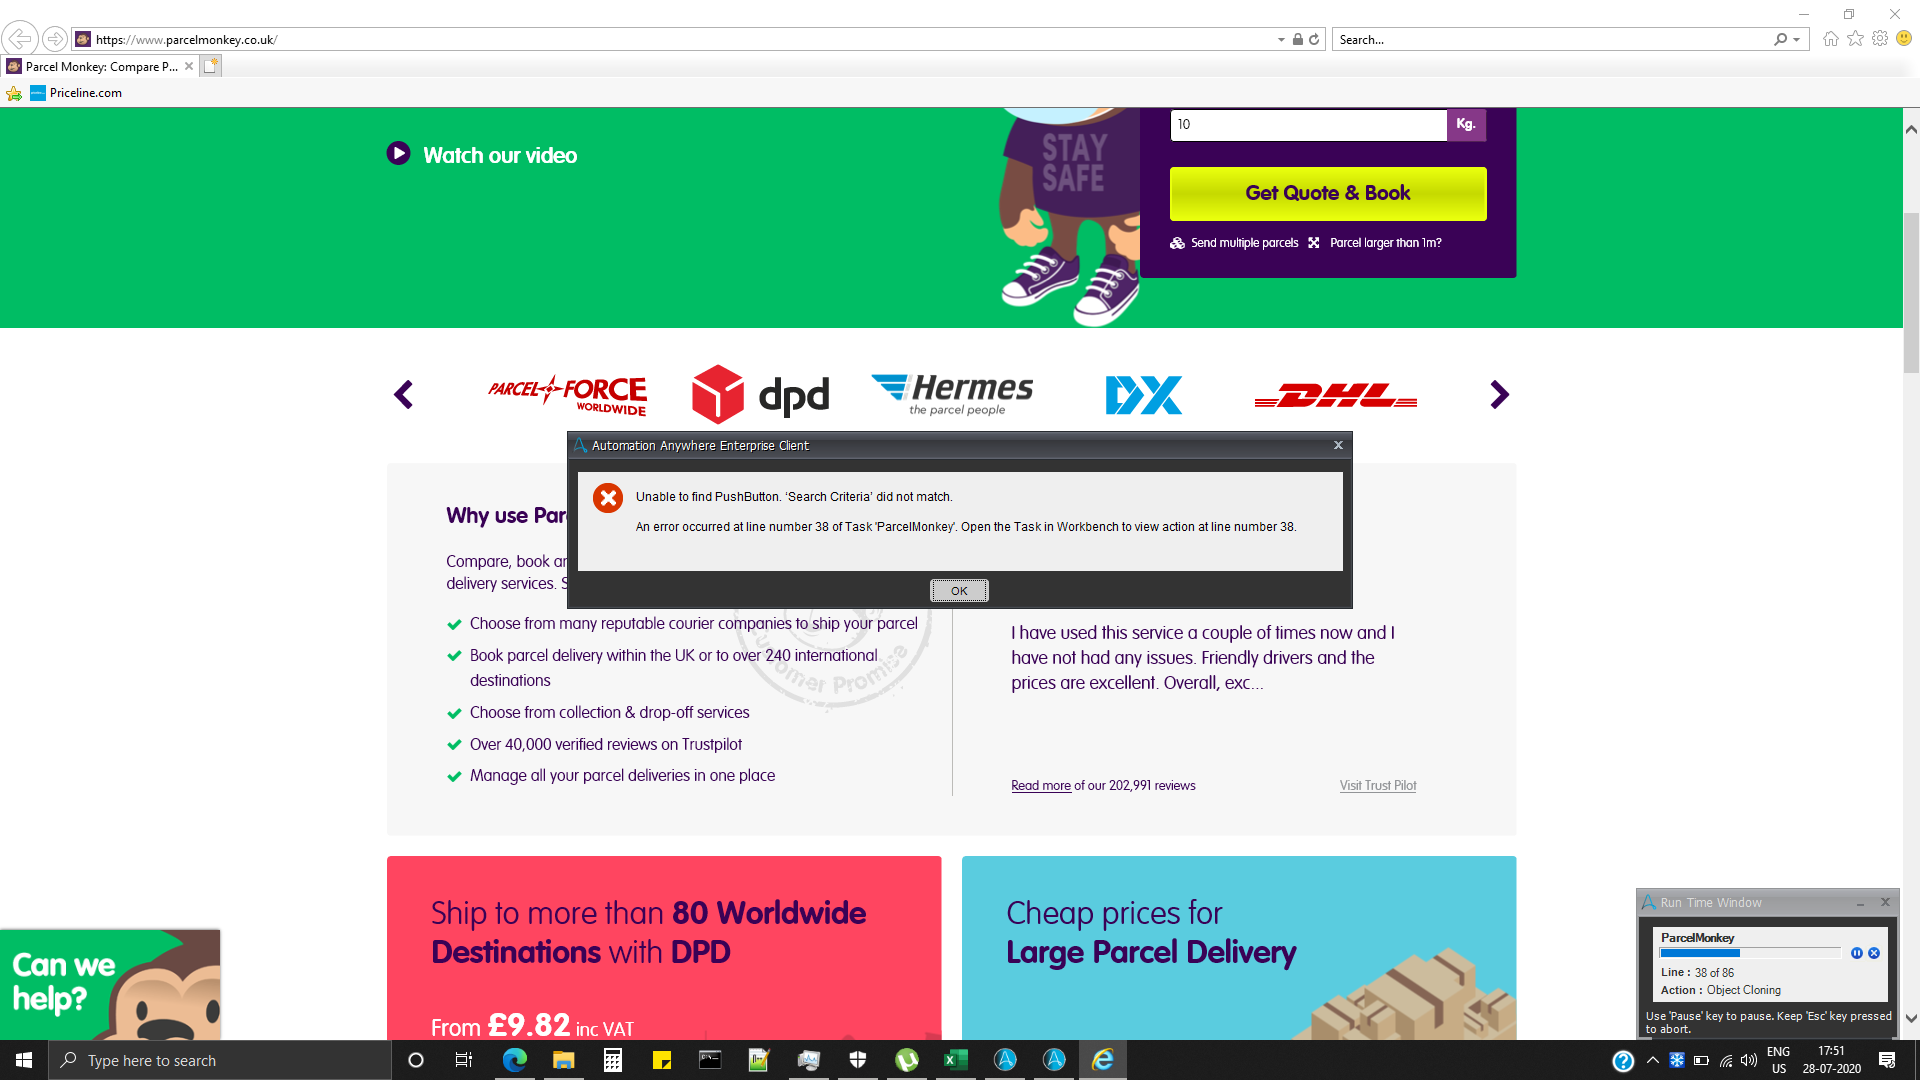 https://www.parcelmonkey.co.uk/
Search...
Parcel Monkey: Compare P...
Priceline.com
Watch our video
STAY
SAFE
10
Kg.
Get Quote & Book
Send multiple parcels
Parcel larger than 1m?
PARCEL FORCE
WORLDWIDE
dpd
Hermes
the parcel people
DX
DHL
Automation Anywhere Enterprise Client
Unable to find PushButton. 'Search Criteria' did not match.
An error occurred at line number 38 of Task 'ParcelMonkey'. Open the Task in Workbench to view action at line number 38.
OK
Why use Par
Compare, book an
delivery services. S
Choose from many reputable courier companies to ship your parcel
Book parcel delivery within the UK or to over 240 international
destinations
Choose from collection & drop-off services
Over 40,000 verified reviews on Trustpilot
Manage all your parcel deliveries in one place
Customer Promise
I have used this service a couple of times now and I
have not had any issues. Friendly drivers and the
prices are excellent. Overall, exc...
Read more of our 202,991 reviews
Visit Trust Pilot
Ship to more than 80 Worldwide
Destinations with DPD
From £9.82 inc VAT
Cheap prices for
Large Parcel Delivery
Can we
help?
Run Time Window
ParcelMonkey
Line : 38 of 86
Action : Object Cloning
Use 'Pause' key to pause. Keep 'Esc' key pressed
to abort.
Type here to search
ENG
US
17:51
28-07-2020